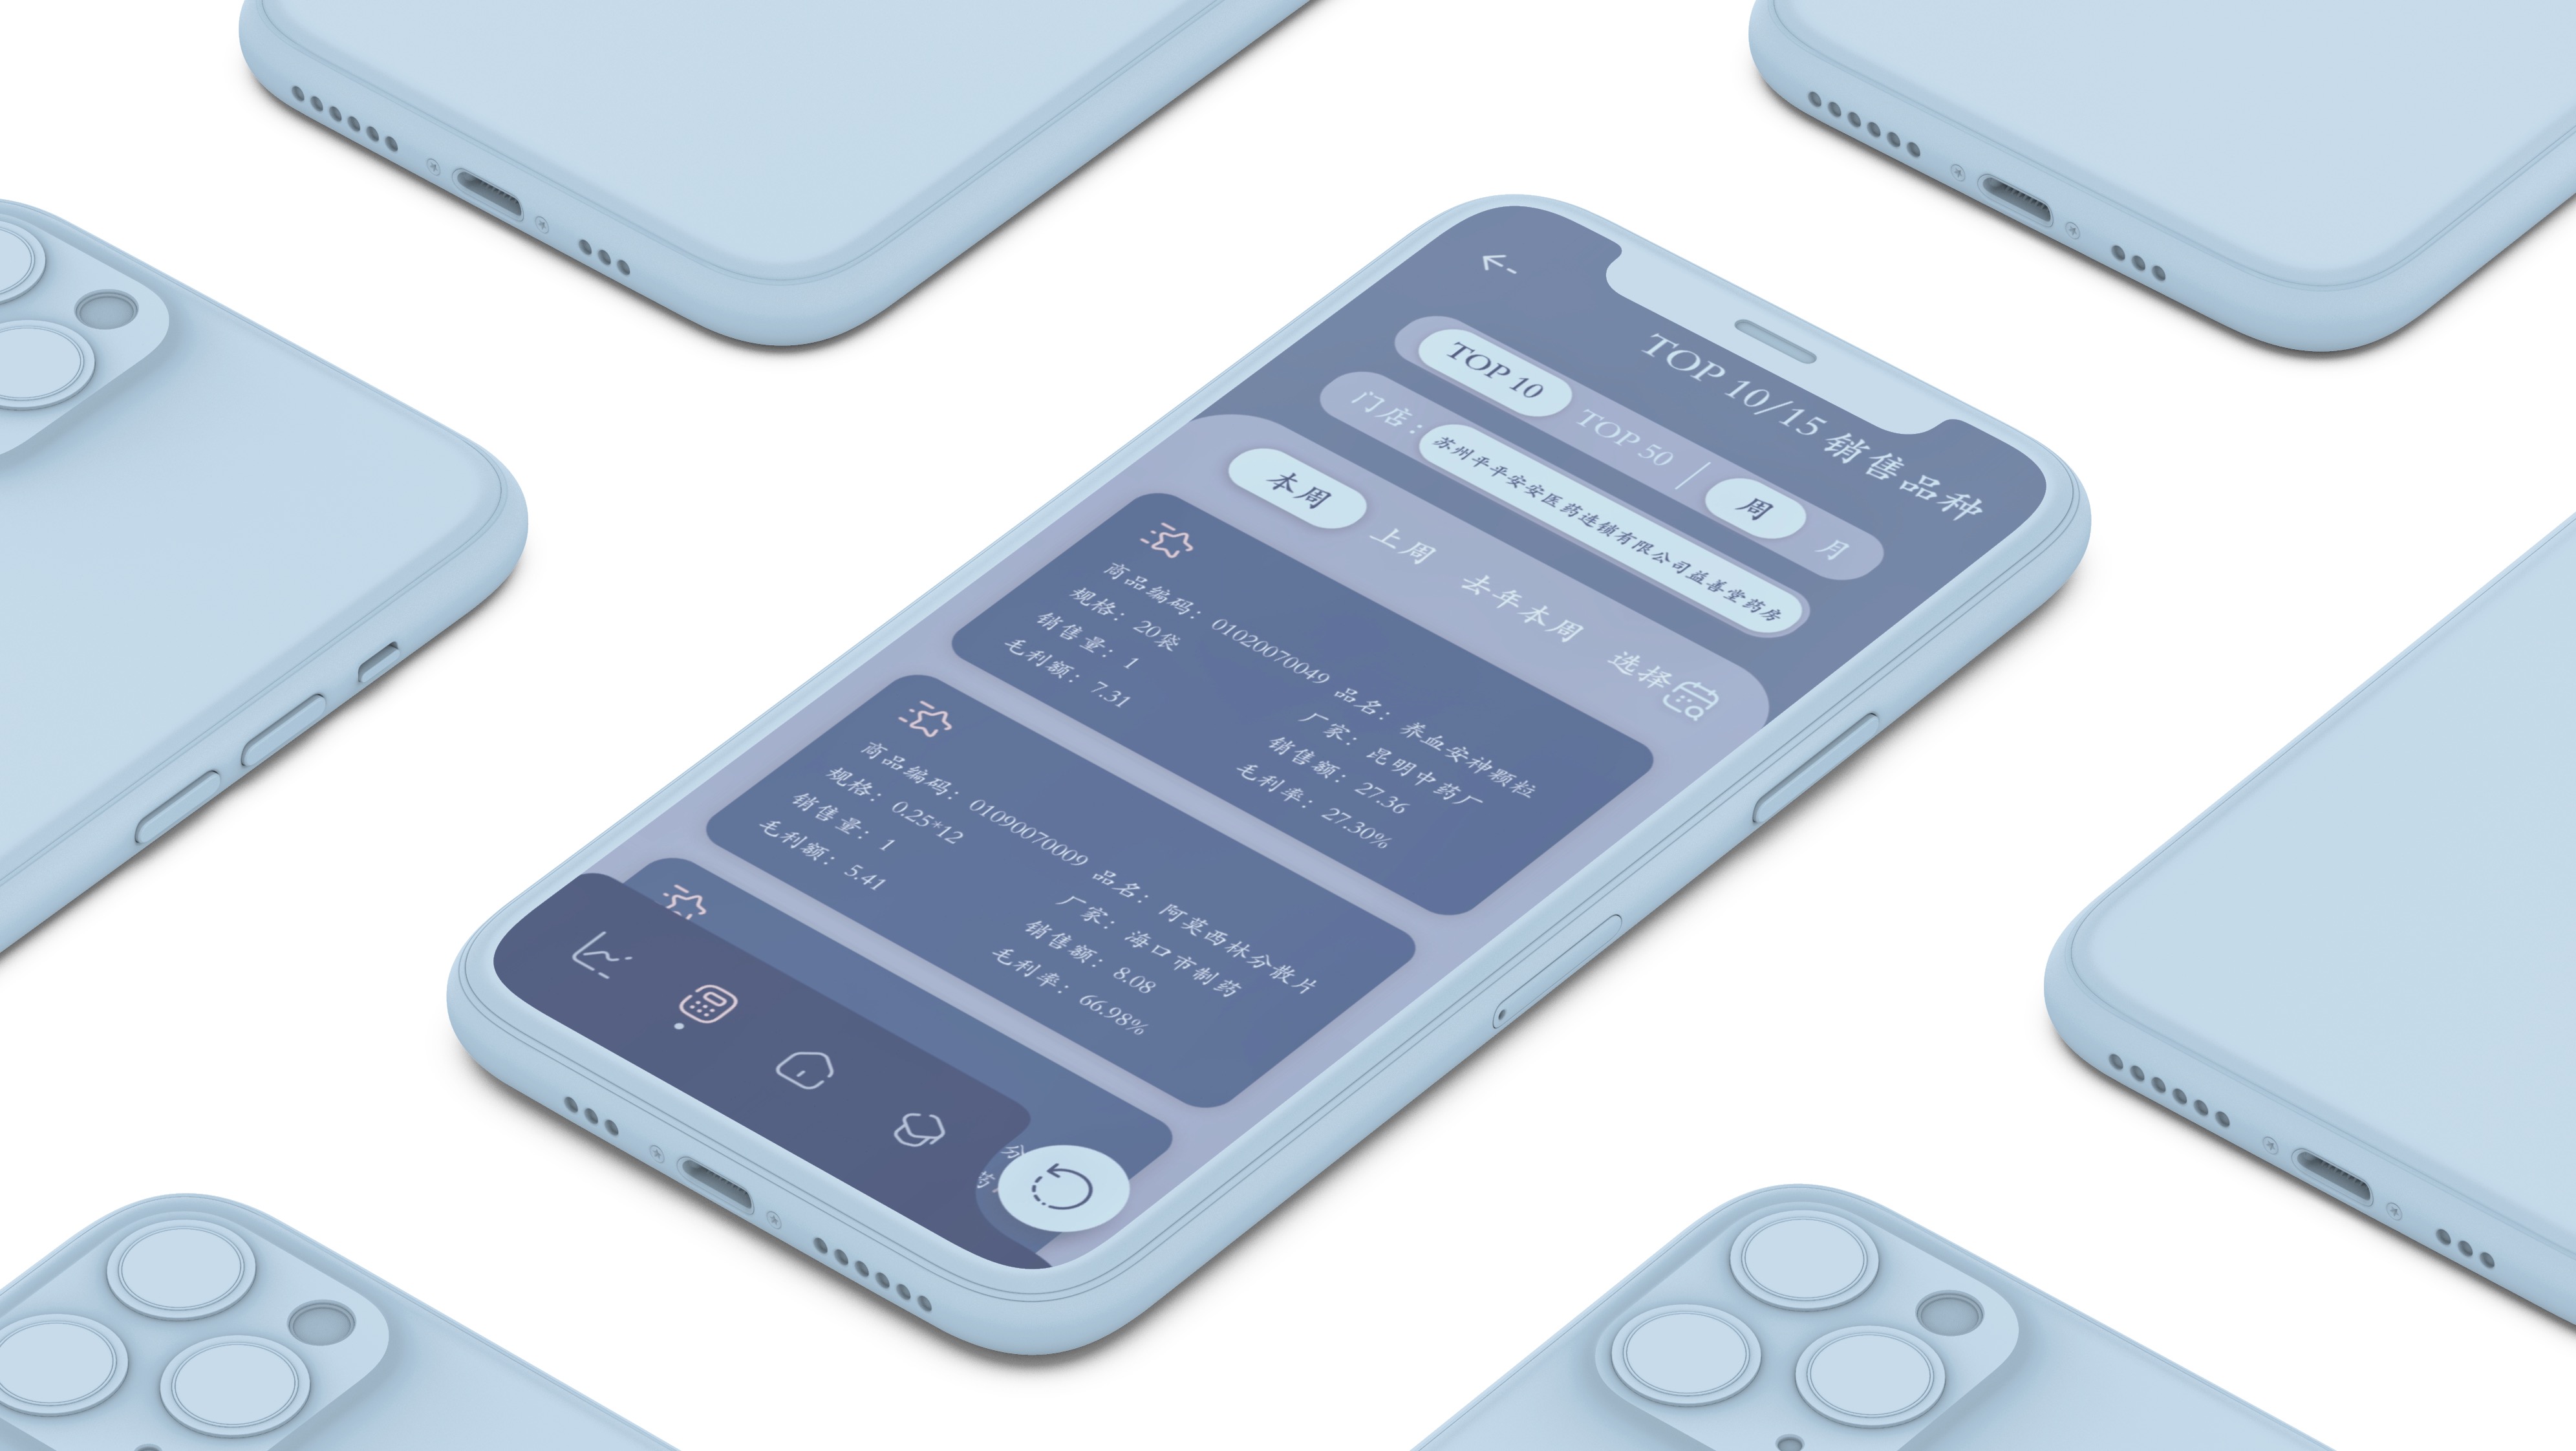 TOP 10/15 销售品种
TOP 10 TOP 50 周 月
门店： 苏州平平安安医药连锁有限公司益善堂药房
本周 上周 去年本周 选择
商品编码：01020070049 品名：养血安神颗粒
规格：20袋 厂家：昆明中药厂
销售量：1 销售额：27.36
毛利额：7.31 毛利率：27.30%
商品编码：01090070009 品名：阿莫西林分散片
规格：0.25*12 厂家：海口市制药
销售量：1 销售额：8.08
毛利额：5.41 毛利率：66.98%
分
药